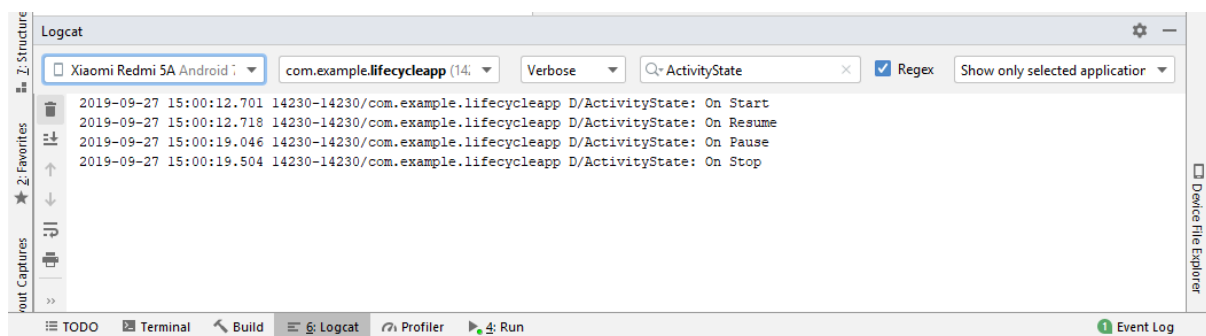 Logcat
Z: Structure
Xiaomi Redmi 5A Android
com.example.lifecycleapp (14
Verbose
ActivityState
Regex
Show only selected application
2019-09-27 15:00:12.701 14230-14230/com.example.lifecycleapp D/ActivityState: On Start
2019-09-27 15:00:12.718 14230-14230/com.example.lifecycleapp D/ActivityState: On Resume
2019-09-27 15:00:19.046 14230-14230/com.example.lifecycleapp D/ActivityState: On Pause
2019-09-27 15:00:19.504 14230-14230/com.example.lifecycleapp D/ActivityState: On Stop
2: Favorites
out Captures
Device File Explorer
TODO
Terminal
Build
6: Logcat
Profiler
4: Run
1 Event Log